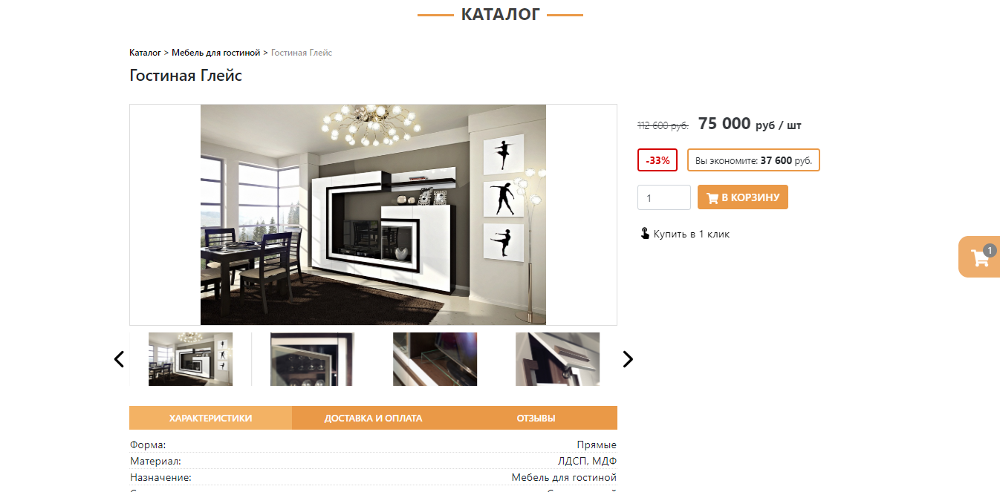 КАТАЛОГ
Каталог > Мебель для гостиной > Гостиная Глейс
Гостиная Глейс
112 600 руб. 75 000 руб / шт
-33% Вы экономите: 37 600 руб.
1 В КОРЗИНУ
Купить в 1 клик
1
ХАРАКТЕРИСТИКИ ДОСТАВКА И ОПЛАТА ОТЗЫВЫ
Форма: Прямые
Материал: ЛДСП, МДФ
Назначение: Мебель для гостиной